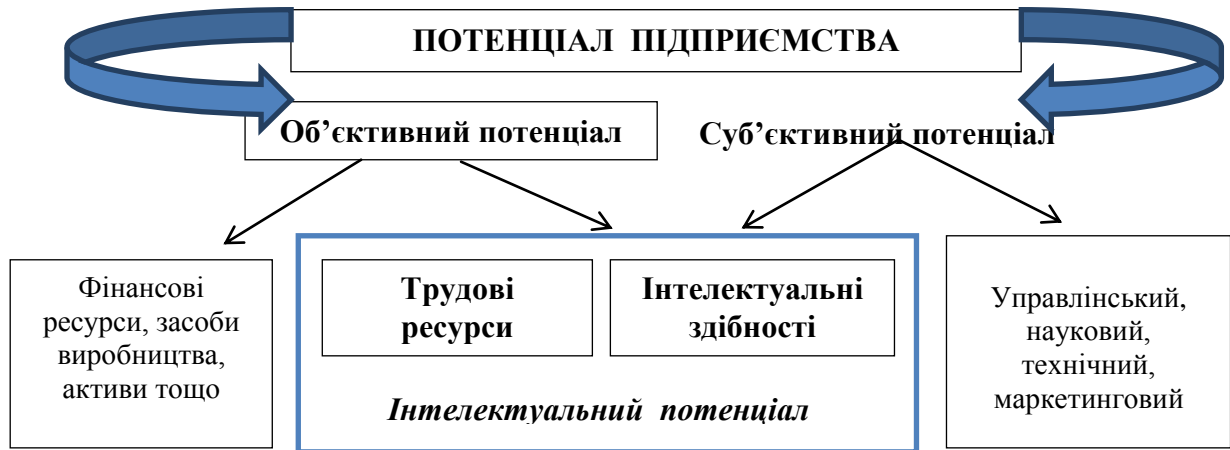 ПОТЕНЦІАЛ ПІДПРИЄМСТВА
Об’єктивний потенціал
Суб’єктивний потенціал
Фінансові
ресурси, засоби
виробництва,
активи тощо
Трудові
ресурси
Інтелектуальні
здібності
Інтелектуальний потенціал
Управлінський,
науковий,
технічний,
маркетинговий